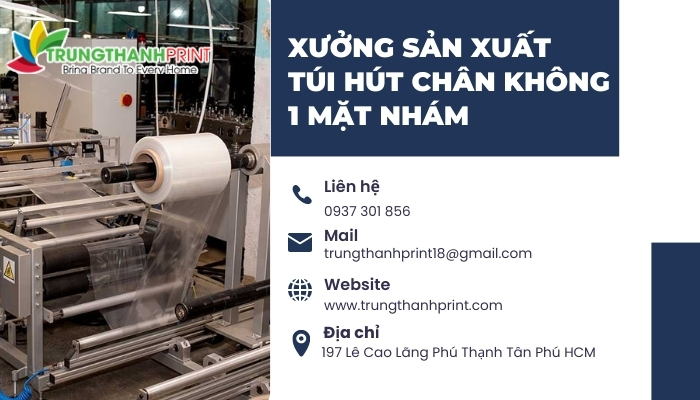 TRUNGTHANHPRINT
Bring Brand To Every Home
XƯỞNG SẢN XUẤT
TÚI HÚT CHÂN KHÔNG
1 MẶT NHÁM
Liên hệ
0937 301 856
Mail
trungthanhprint18@gmail.com
Website
www.trungthanhprint.com
Địa chỉ
197 Lê Cao Lãng Phú Thạnh Tân Phú HCM